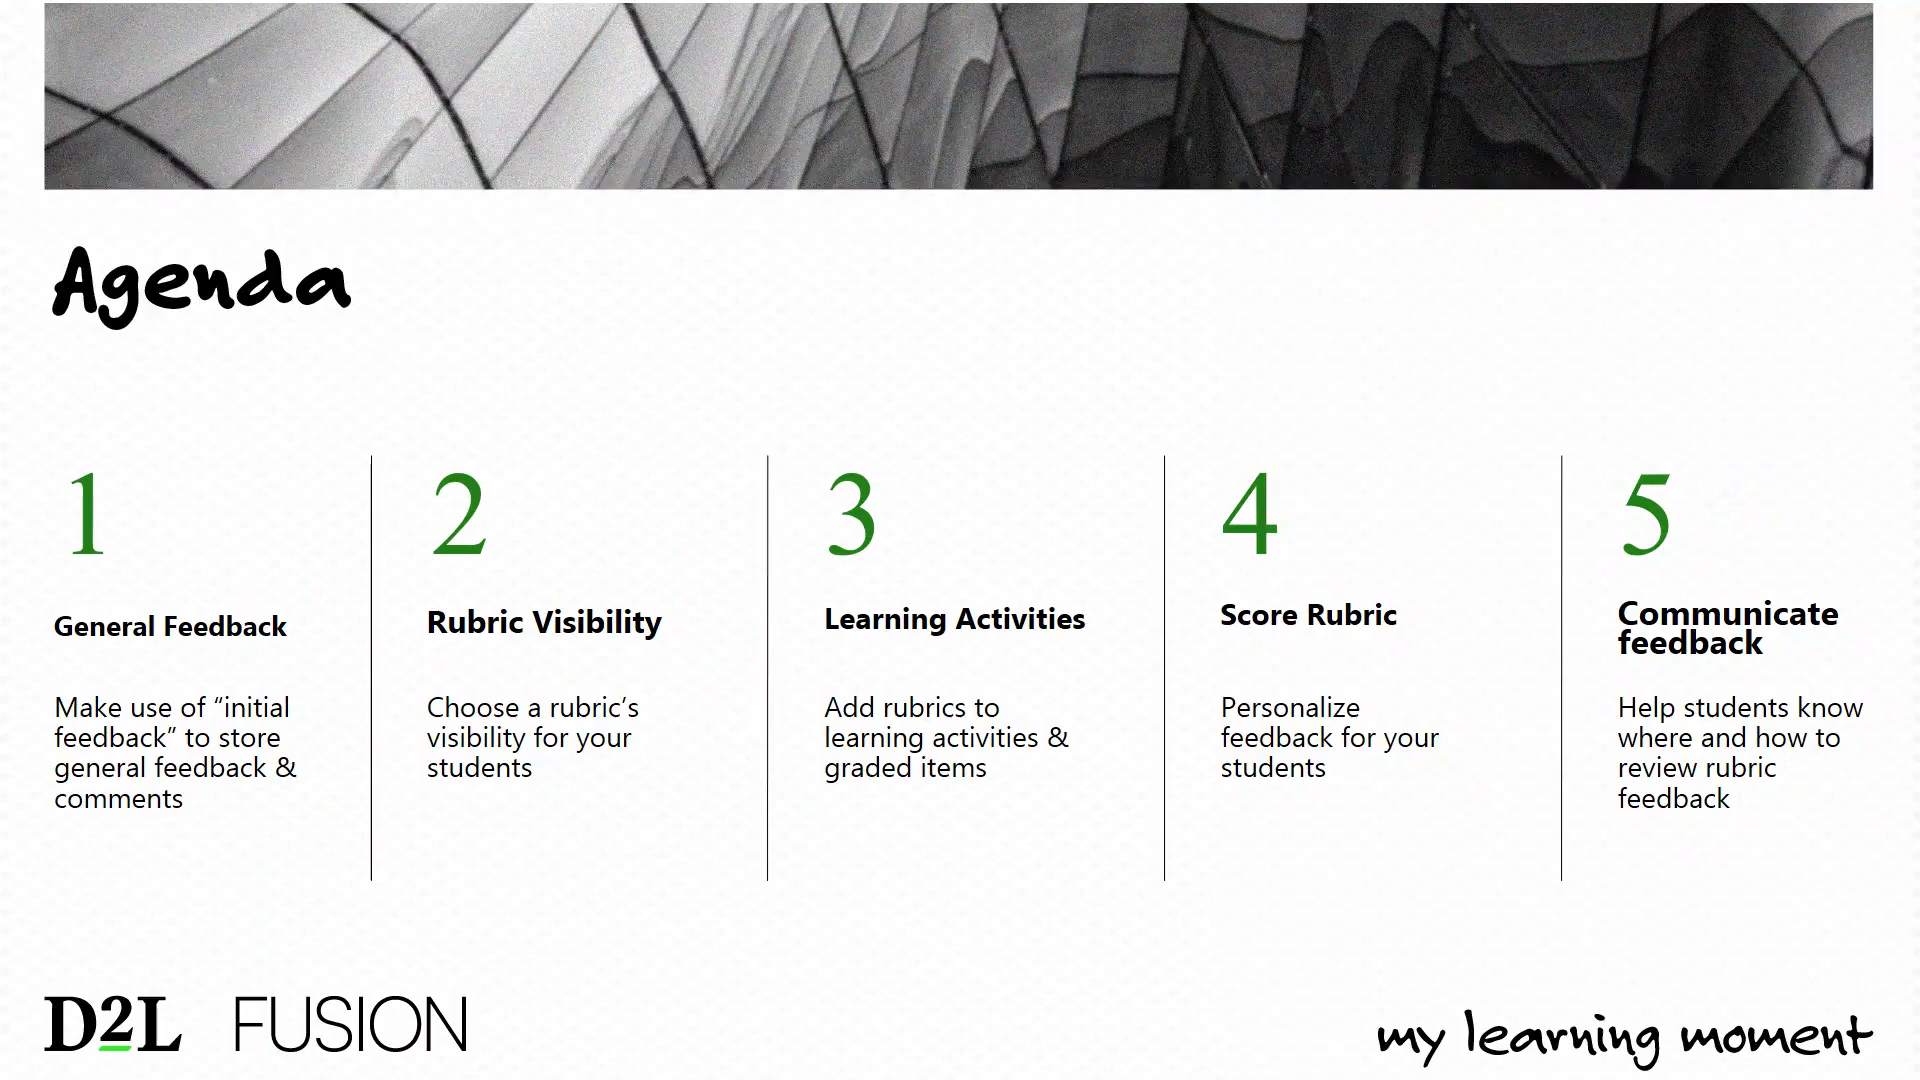 Agenda
1
General Feedback
Make use of “initial
feedback” to store
general feedback &
comments
2
Rubric Visibility
Choose a rubric’s
visibility for your
students
3
Learning Activities
Add rubrics to
learning activities &
graded items
4
Score Rubric
Personalize
feedback for your
students
5
Communicate
feedback
Help students know
where and how to
review rubric
feedback
D2L FUSION
my learning moment